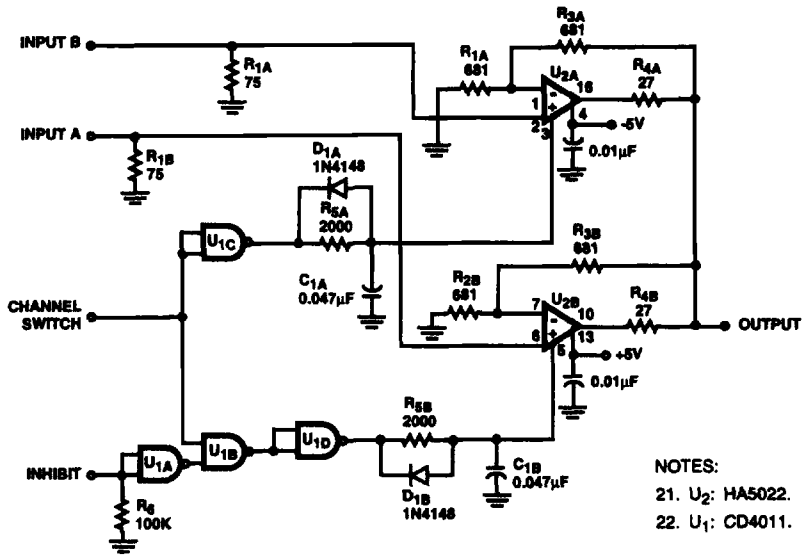 INPUT B
R1A
75
R1A
681
R3A
681
U2A
16
R4A
27
1
-
+
2
3
4
-5V
0.01µF
INPUT A
R1B
75
D1A
1N4148
R5A
2000
U1C
C1A
0.047µF
R3B
681
R2B
681
U2B
7
10
-
+
6
5
13
R4B
27
OUTPUT
+5V
0.01µF
CHANNEL
SWITCH
R5B
2000
U1A
U1B
U1D
INHIBIT
R6
100K
D1B
1N4148
C1B
0.047µF
NOTES:
21. U2: HA5022.
22. U1: CD4011.